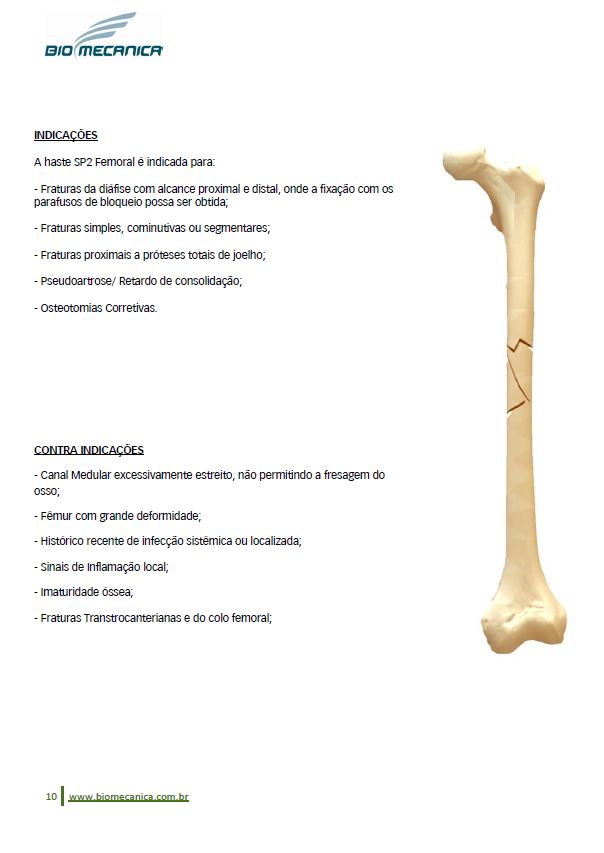 BIOMECANICA
INDICAÇÕES
A haste SP2 Femoral é indicada para:
- Fraturas da diáfise com alcance proximal e distal, onde a fixação com os
parafusos de bloqueio possa ser obtida;
- Fraturas simples, cominutivas ou segmentares;
- Fraturas proximais a próteses totais de joelho;
- Pseudoartrose/ Retardo de consolidação;
- Osteotomias Corretivas.
CONTRA INDICAÇÕES
- Canal Medular excessivamente estreito, não permitindo a fresagem do
osso;
- Fêmur com grande deformidade;
- Histórico recente de infecção sistêmica ou localizada;
- Sinais de Inflamação local;
- Imaturidade óssea;
- Fraturas Transtrocanterianas e do colo femoral;
10 www.biomecanica.com.br